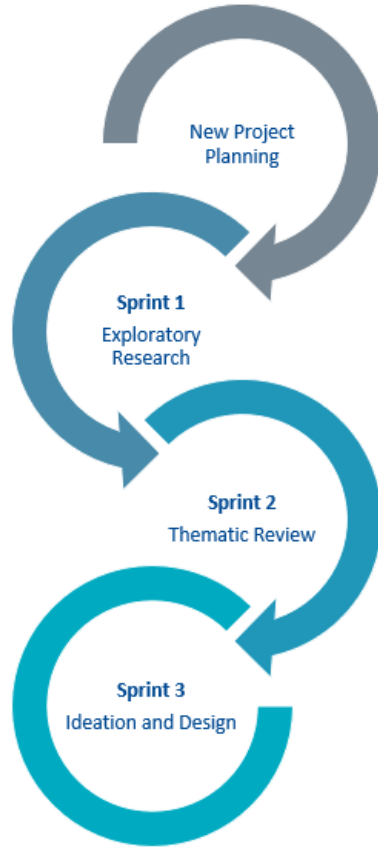 New Project
Planning
Sprint 1
Exploratory
Research
Sprint 2
Thematic Review
Sprint 3
Ideation and Design